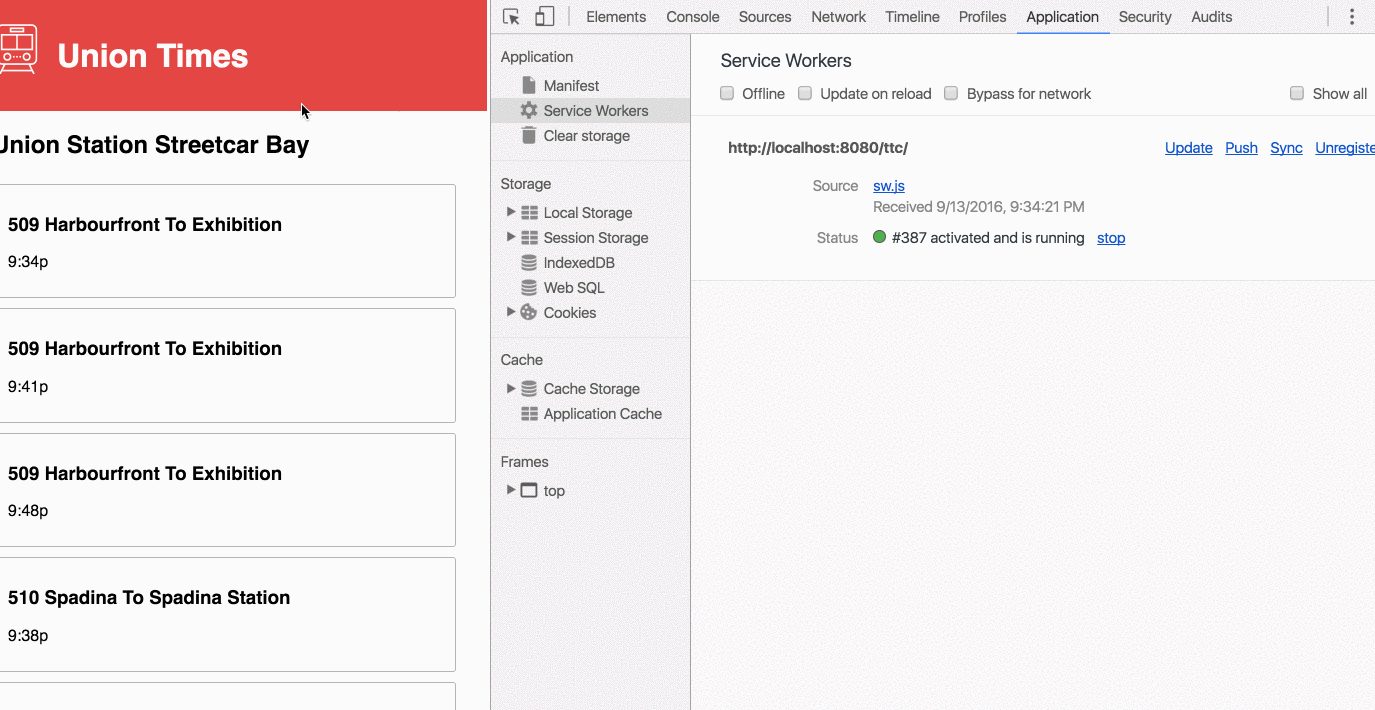 Union Times
Union Station Streetcar Bay
509 Harbourfront To Exhibition
9:34p
509 Harbourfront To Exhibition
9:41p
509 Harbourfront To Exhibition
9:48p
510 Spadina To Spadina Station
9:38p
Elements Console Sources Network Timeline Profiles Application Security Audits
Application
Manifest
Service Workers
Clear storage
Storage
Local Storage
Session Storage
IndexedDB
Web SQL
Cookies
Cache
Cache Storage
Application Cache
Frames
top
Service Workers
Offline Update on reload Bypass for network Show all
http://localhost:8080/ttc/ Update Push Sync Unregiste
Source sw.js
Received 9/13/2016, 9:34:21 PM
Status #387 activated and is running stop